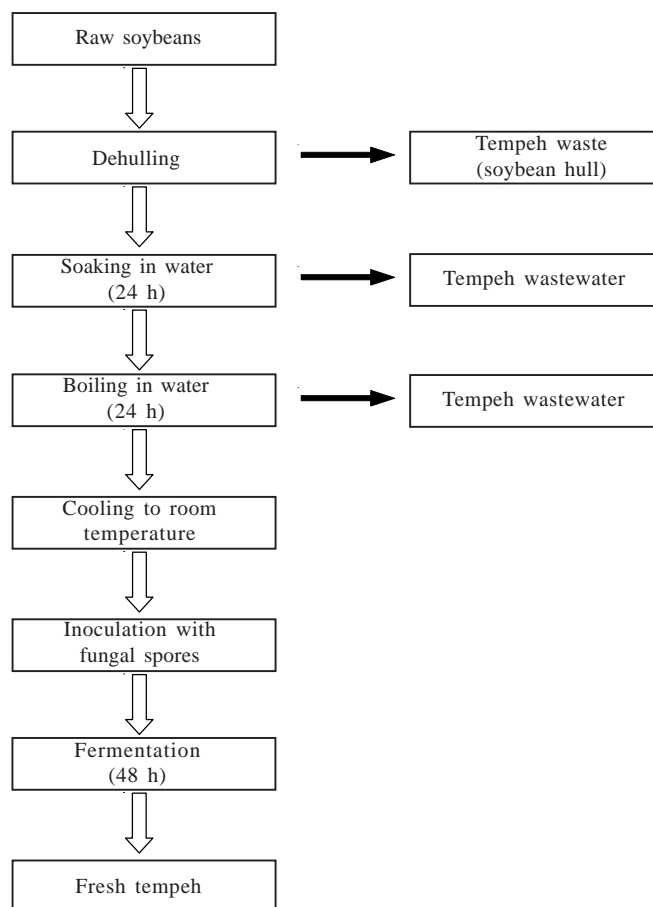 Raw soybeans
Dehulling
Tempeh waste
(soybean hull)
Soaking in water
(24 h)
Tempeh wastewater
Boiling in water
(24 h)
Tempeh wastewater
Cooling to room
temperature
Inoculation with
fungal spores
Fermentation
(48 h)
Fresh tempeh